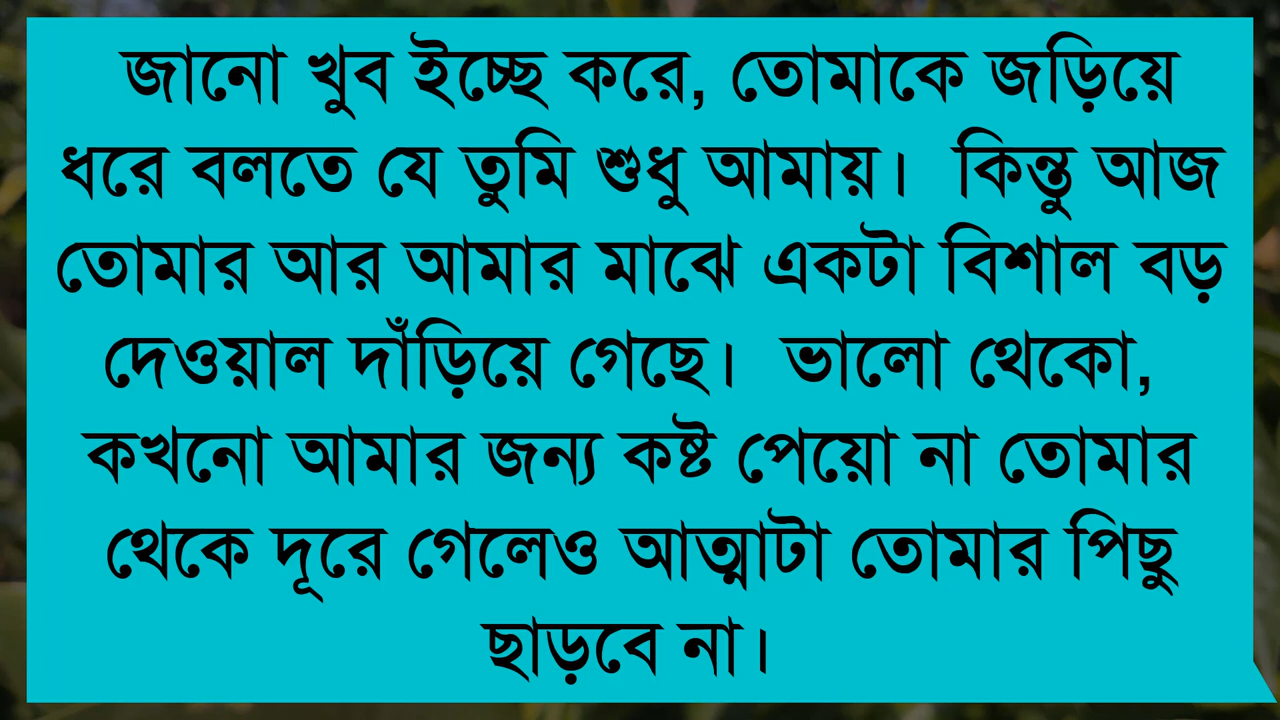 জানো খুব ইচ্ছে করে, তোমাকে জড়িয়ে
ধরে বলতে যে তুমি শুধু আমায়। কিন্তু আজ
তোমার আর আমার মাঝে একটা বিশাল বড়
দেওয়াল দাঁড়িয়ে গেছে। ভালো থেকো,
কখনো আমার জন্য কষ্ট পেয়ো না তোমার
থেকে দূরে গেলেও আত্মাটা তোমার পিছু
ছাড়বে না।